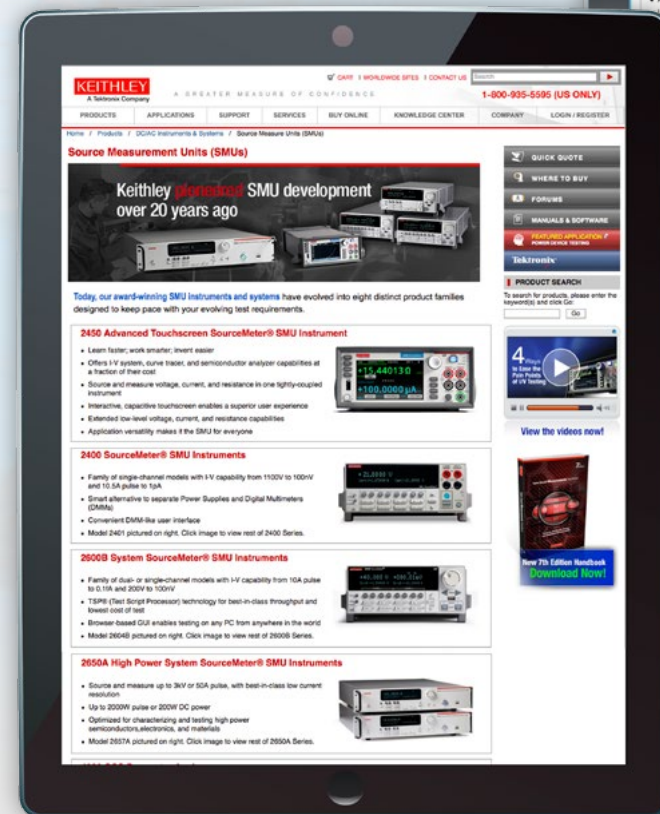 KEITHLEY
A Tektronix Company
A GREATER MEASURE OF CONFIDENCE
CART | WORLDWIDE SITES | CONTACT US
Search
1-800-935-5595 (US ONLY)
PRODUCTS APPLICATIONS SUPPORT SERVICES BUY ONLINE KNOWLEDGE CENTER COMPANY LOGIN / REGISTER
Home / Products / DC/AC Instruments & Systems / Source Measure Units (SMUs)
Source Measurement Units (SMUs)
Keithley pioneered SMU development
over 20 years ago
Today, our award-winning SMU instruments and systems have evolved into eight distinct product families
designed to keep pace with your evolving test requirements.
2450 Advanced Touchscreen SourceMeter® SMU Instrument
• Learn faster; work smarter; invent easier
• Offers I-V system, curve tracer, and semiconductor analyzer capabilities at
a fraction of their cost
• Source and measure voltage, current, and resistance in one tightly-coupled
instrument
• Interactive, capacitive touchscreen enables a superior user experience
• Extended low-level voltage, current, and resistance capabilities
• Application versatility makes it the SMU for everyone
+15.44013
+100.0000 µA
2400 SourceMeter® SMU Instruments
• Family of single-channel models with I-V capability from 1100V to 100nV
and 10.5A pulse to 1pA
• Smart alternative to separate Power Supplies and Digital Multimeters
(DMMs)
• Convenient DMM-like user interface
• Model 2401 pictured on right. Click image to view rest of 2400 Series.
2600B System SourceMeter® SMU Instruments
• Family of dual- or single-channel models with I-V capability from 10A pulse
to 0.1fA and 200V to 100nV
• TSP® (Test Script Processor) technology for best-in-class throughput and
lowest cost of test
• Browser-based GUI enables testing on any PC from anywhere in the world
• Model 2604B pictured on right. Click image to view rest of 2600B Series.
2650A High Power System SourceMeter® SMU Instruments
• Source and measure up to 3kV or 50A pulse, with best-in-class low current
resolution
• Up to 2000W pulse or 200W DC power
• Optimized for characterizing and testing high power
semiconductors,electronics, and materials
• Model 2657A pictured on right. Click image to view rest of 2650A Series.
QUICK QUOTE
WHERE TO BUY
FORUMS
MANUALS & SOFTWARE
FEATURED APPLICATION
POWER DEVICE TESTING
Tektronix
PRODUCT SEARCH
To search for products, please enter the
keyword(s) and click Go:
Go
4 Ways
to Ease the
Pain Points
of I/V Testing
View the videos now!
New 7th Edition Handbook
Download Now!